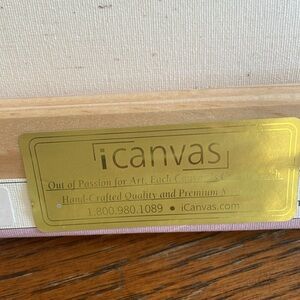 icanvas
Out of Passion for Art, Each
Hand-Crafted Quality and Premium
1.800.980.1089 • iCanvas.com